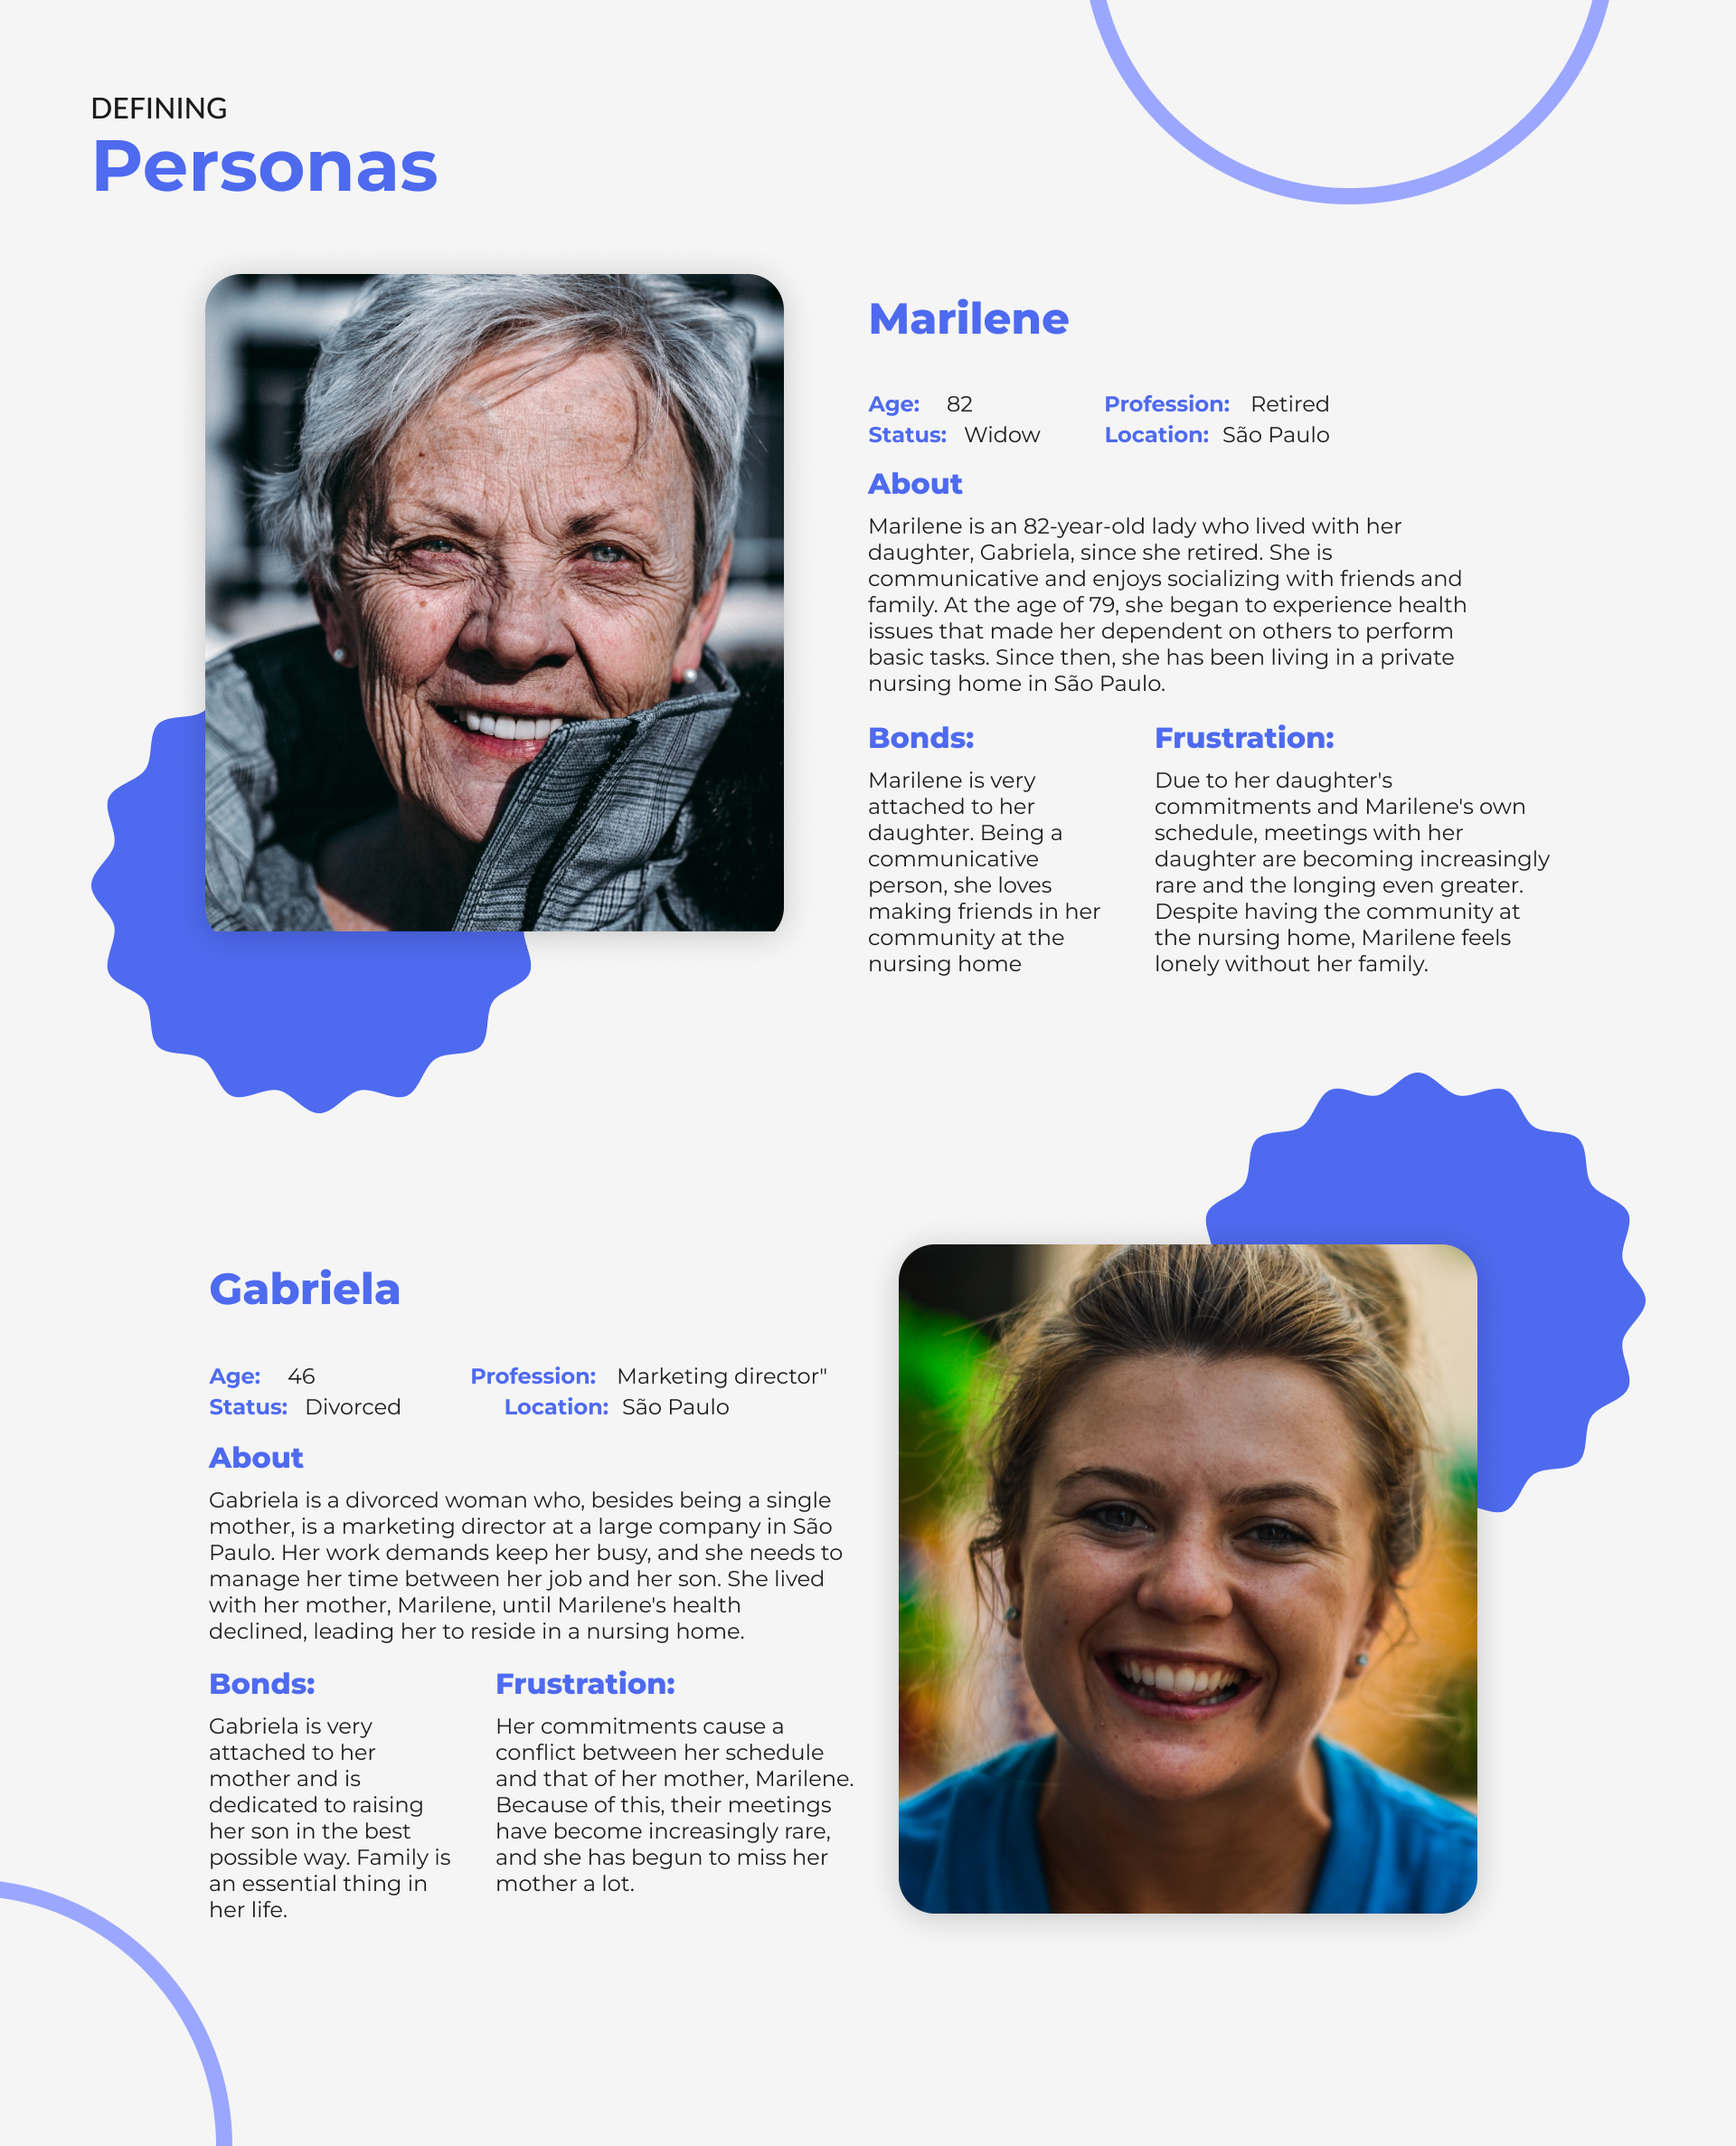 DEFINING
Personas
Marilene
Age: 82 Profession: Retired
Status: Widow Location: São Paulo
About
Marilene is an 82-year-old lady who lived with her
daughter, Gabriela, since she retired. She is
communicative and enjoys socializing with friends and
family. At the age of 79, she began to experience health
issues that made her dependent on others to perform
basic tasks. Since then, she has been living in a private
nursing home in São Paulo.
Bonds:
Marilene is very
attached to her
daughter. Being a
communicative
person, she loves
making friends in her
community at the
nursing home
Frustration:
Due to her daughter's
commitments and Marilene's own
schedule, meetings with her
daughter are becoming increasingly
rare and the longing even greater.
Despite having the community at
the nursing home, Marilene feels
lonely without her family.
Gabriela
Age: 46 Profession: Marketing director"
Status: Divorced Location: São Paulo
About
Gabriela is a divorced woman who, besides being a single
mother, is a marketing director at a large company in São
Paulo. Her work demands keep her busy, and she needs to
manage her time between her job and her son. She lived
with her mother, Marilene, until Marilene's health
declined, leading her to reside in a nursing home.
Bonds:
Gabriela is very
attached to her
mother and is
dedicated to raising
her son in the best
possible way. Family is
an essential thing in
her life.
Frustration:
Her commitments cause a
conflict between her schedule
and that of her mother, Marilene.
Because of this, their meetings
have become increasingly rare,
and she has begun to miss her
mother a lot.